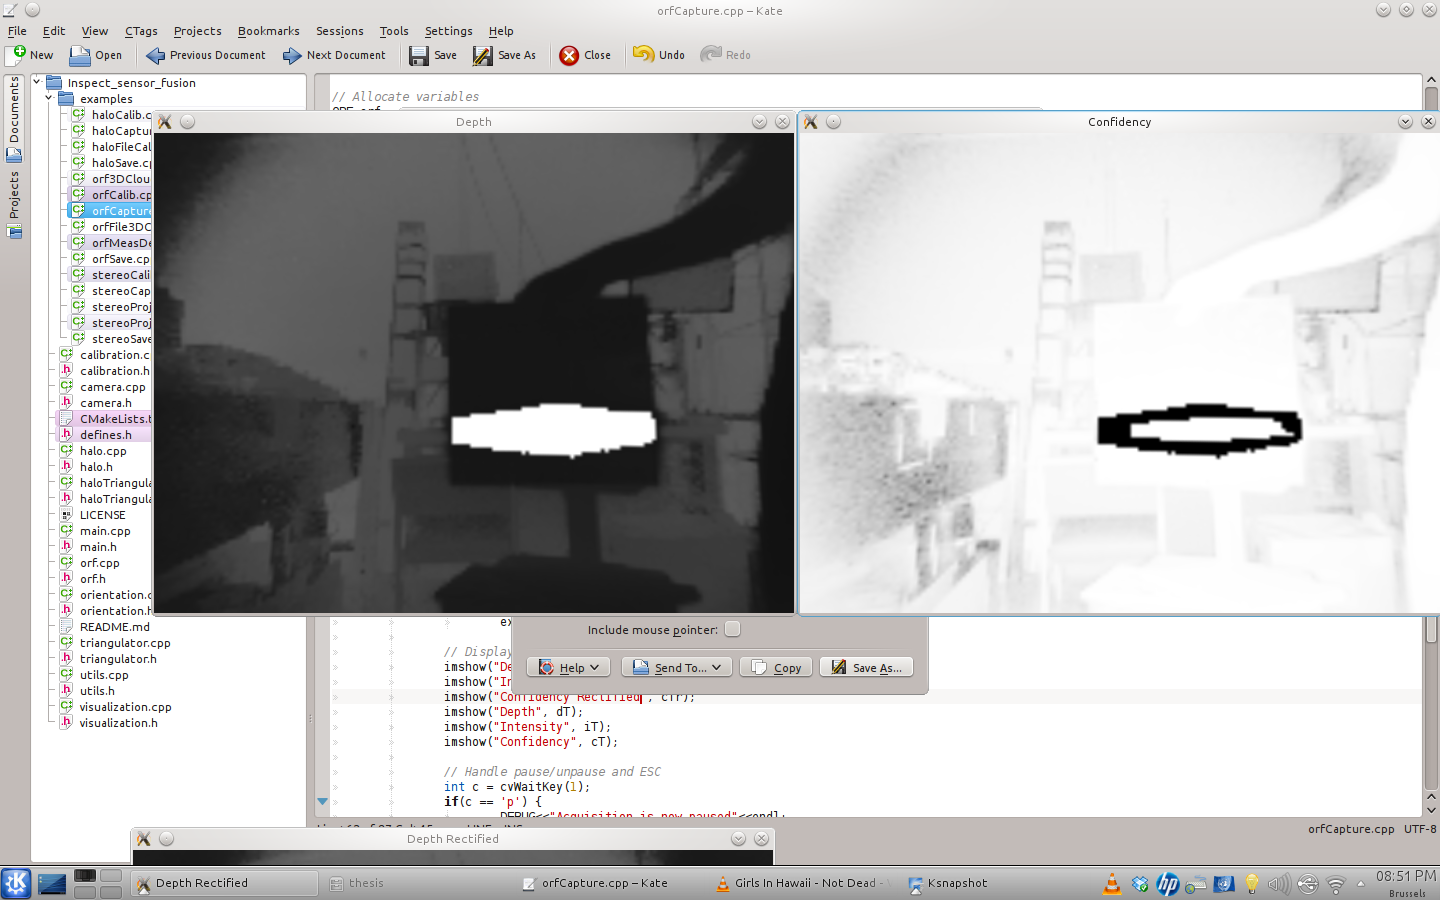 orfCapture.cpp – Kate
File Edit View CTags Projects Bookmarks Sessions Tools Settings Help
New Open Previous Document Next Document Save Save As Close Undo Redo
Documents
Projects
Inspect_sensor_fusion
examples
haloCalib.c
haloCaptur
haloFileCal
haloSave.cp
orf3DClou
orfCalib.cp
orfCapture
orfFile3DC
orfMeasDe
orfSave.cp
stereoCali
stereoCap
stereoProj
stereoProj
stereoSave
calibration.c
calibration.h
camera.cpp
camera.h
CMakeLists.t
defines.h
halo.cpp
halo.h
haloTriangula
haloTriangula
LICENSE
main.cpp
main.h
orf.cpp
orf.h
orientation.c
orientation.h
README.md
triangulator.cpp
triangulator.h
utils.cpp
utils.h
visualization.cpp
visualization.h
// Allocate variables
Depth
Confidency
Include mouse pointer:
Help Send To... Copy Save As...
ex
// Display
imshow("De
imshow("In
imshow("Confidency Rectified", cTr);
imshow("Depth", dT);
imshow("Intensity", iT);
imshow("Confidency", cT);
// Handle pause/unpause and ESC
int c = cvWaitKey(1);
if(c == 'p') {
DEBUG<<"Acquisition is now paused"<<endl;
orfCapture.cpp UTF-8
Depth Rectified
Depth Rectified thesis orfCapture.cpp – Kate Girls In Hawaii - Not Dead - Ksnapshot
08:51 PM
Brussels